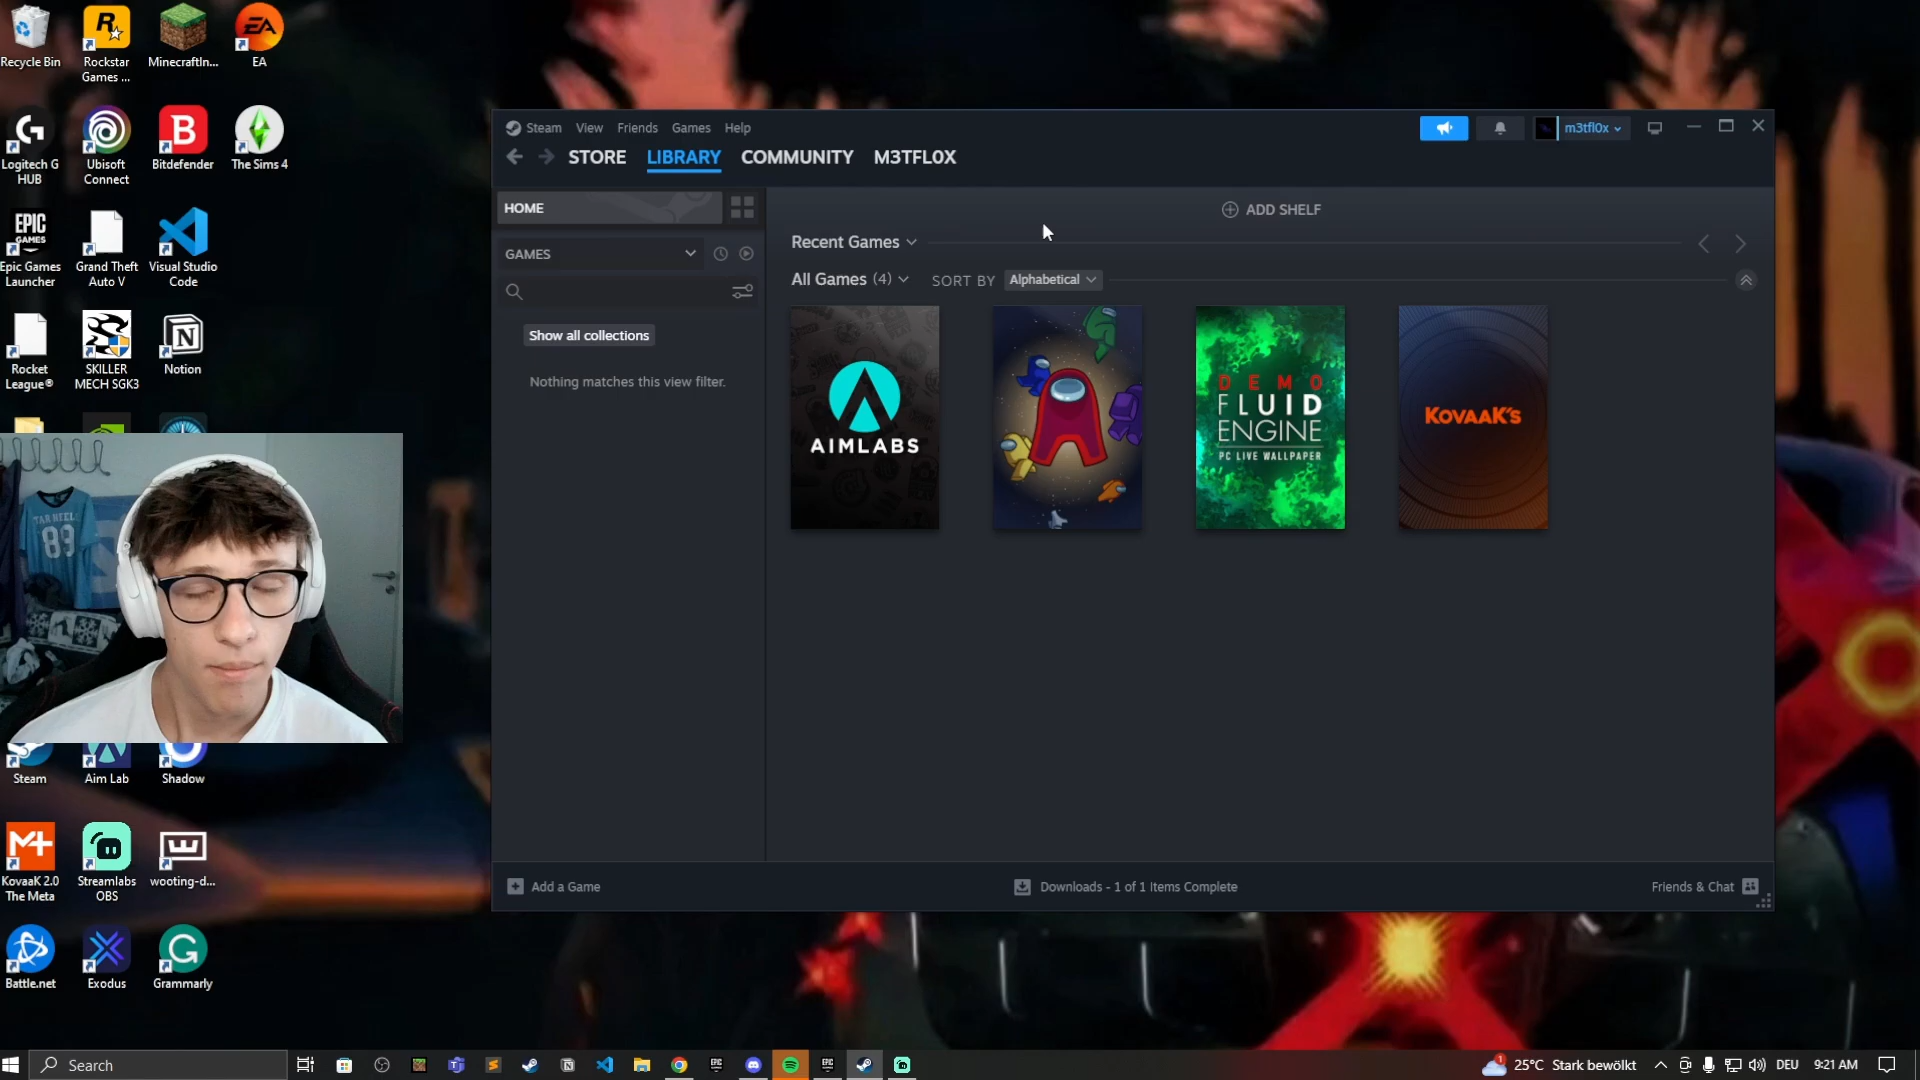 Recycle Bin
Rockstar
Games ...
MinecraftIn...
EA
Logitech G
HUB
Ubisoft
Connect
Bitdefender
The Sims 4
Epic Games
Launcher
Grand Theft
Auto V
Visual Studio
Code
Rocket
League®
SKILLER
MECH SGK3
Notion
TAR HEELS
89
Steam
Aim Lab
Shadow
KovaaK 2.0
The Meta
Streamlabs
OBS
wooting-d...
Battle.net
Exodus
Grammarly
Steam View Friends Games Help
m3tfl0x
STORE LIBRARY COMMUNITY M3TFL0X
HOME
ADD SHELF
GAMES
Recent Games
All Games (4) SORT BY Alphabetical
Show all collections
Nothing matches this view filter.
AIMLABS
DEMO
FLUID
ENGINE
PC LIVE WALLPAPER
KOVAAK'S
Add a Game
Downloads - 1 of 1 Items Complete
Friends & Chat
Search
25°C Stark bewölkt
DEU
9:21 AM